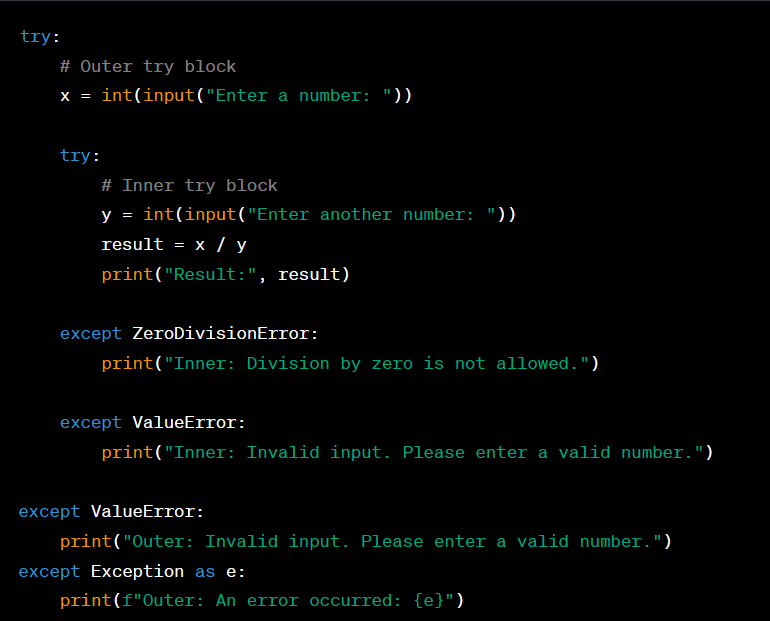 try:
    # Outer try block
    x = int(input("Enter a number: "))

    try:
        # Inner try block
        y = int(input("Enter another number: "))
        result = x / y
        print("Result:", result)

    except ZeroDivisionError:
        print("Inner: Division by zero is not allowed.")

    except ValueError:
        print("Inner: Invalid input. Please enter a valid number.")

except ValueError:
    print("Outer: Invalid input. Please enter a valid number.")
except Exception as e:
    print(f"Outer: An error occurred: {e}")